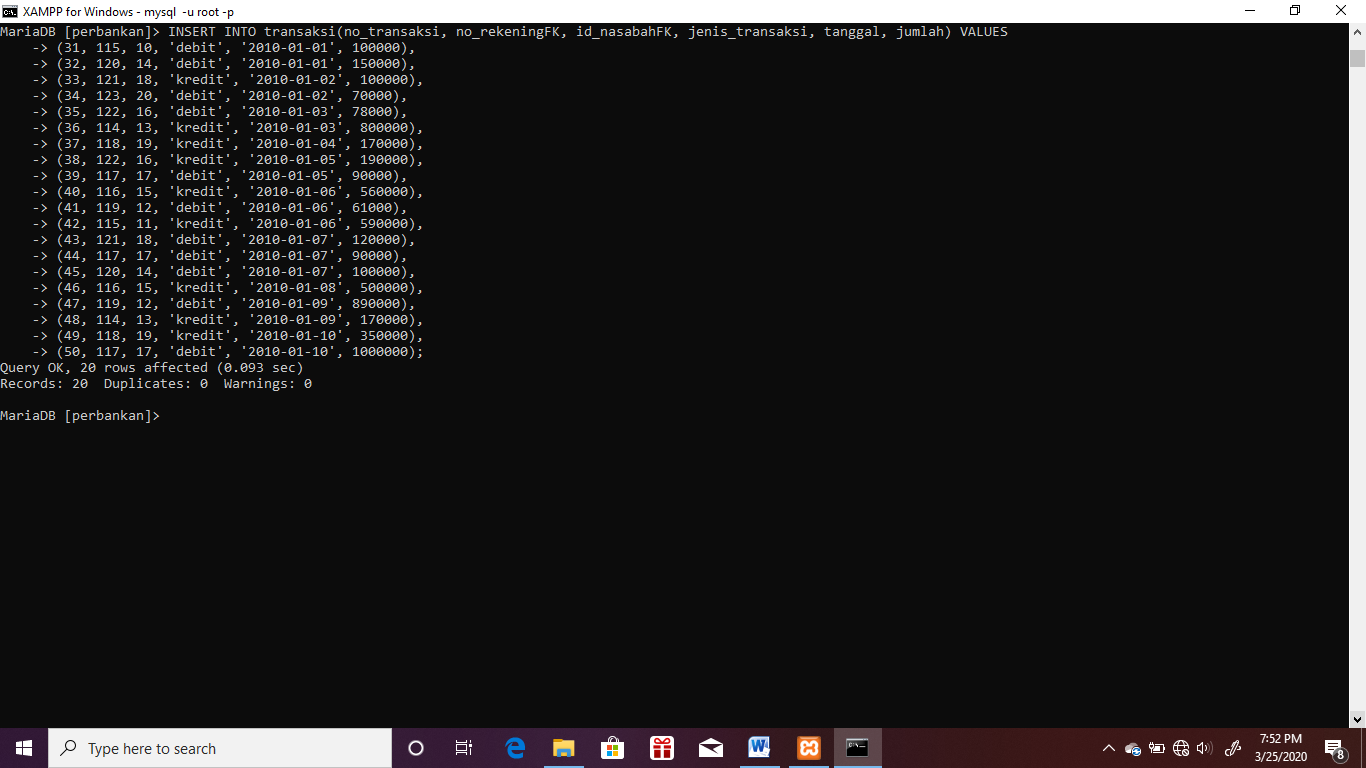 XAMPP for Windows - mysql -u root -p
MariaDB [perbankan]> INSERT INTO transaksi(no_transaksi, no_rekeningFK, id_nasabahFK, jenis_transaksi, tanggal, jumlah) VALUES
-> (31, 115, 10, 'debit', '2010-01-01', 100000),
-> (32, 120, 14, 'debit', '2010-01-01', 150000),
-> (33, 121, 18, 'kredit', '2010-01-02', 100000),
-> (34, 123, 20, 'debit', '2010-01-02', 70000),
-> (35, 122, 16, 'debit', '2010-01-03', 78000),
-> (36, 114, 13, 'kredit', '2010-01-03', 800000),
-> (37, 118, 19, 'kredit', '2010-01-04', 170000),
-> (38, 122, 16, 'kredit', '2010-01-05', 190000),
-> (39, 117, 17, 'debit', '2010-01-05', 90000),
-> (40, 116, 15, 'kredit', '2010-01-06', 560000),
-> (41, 119, 12, 'debit', '2010-01-06', 61000),
-> (42, 115, 11, 'kredit', '2010-01-06', 590000),
-> (43, 121, 18, 'debit', '2010-01-07', 120000),
-> (44, 117, 17, 'debit', '2010-01-07', 90000),
-> (45, 120, 14, 'debit', '2010-01-07', 100000),
-> (46, 116, 15, 'kredit', '2010-01-08', 500000),
-> (47, 119, 12, 'debit', '2010-01-09', 890000),
-> (48, 114, 13, 'kredit', '2010-01-09', 170000),
-> (49, 118, 19, 'kredit', '2010-01-10', 350000),
-> (50, 117, 17, 'debit', '2010-01-10', 1000000);
Query OK, 20 rows affected (0.093 sec)
Records: 20  Duplicates: 0  Warnings: 0
MariaDB [perbankan]>
Type here to search
7:52 PM
3/25/2020
8